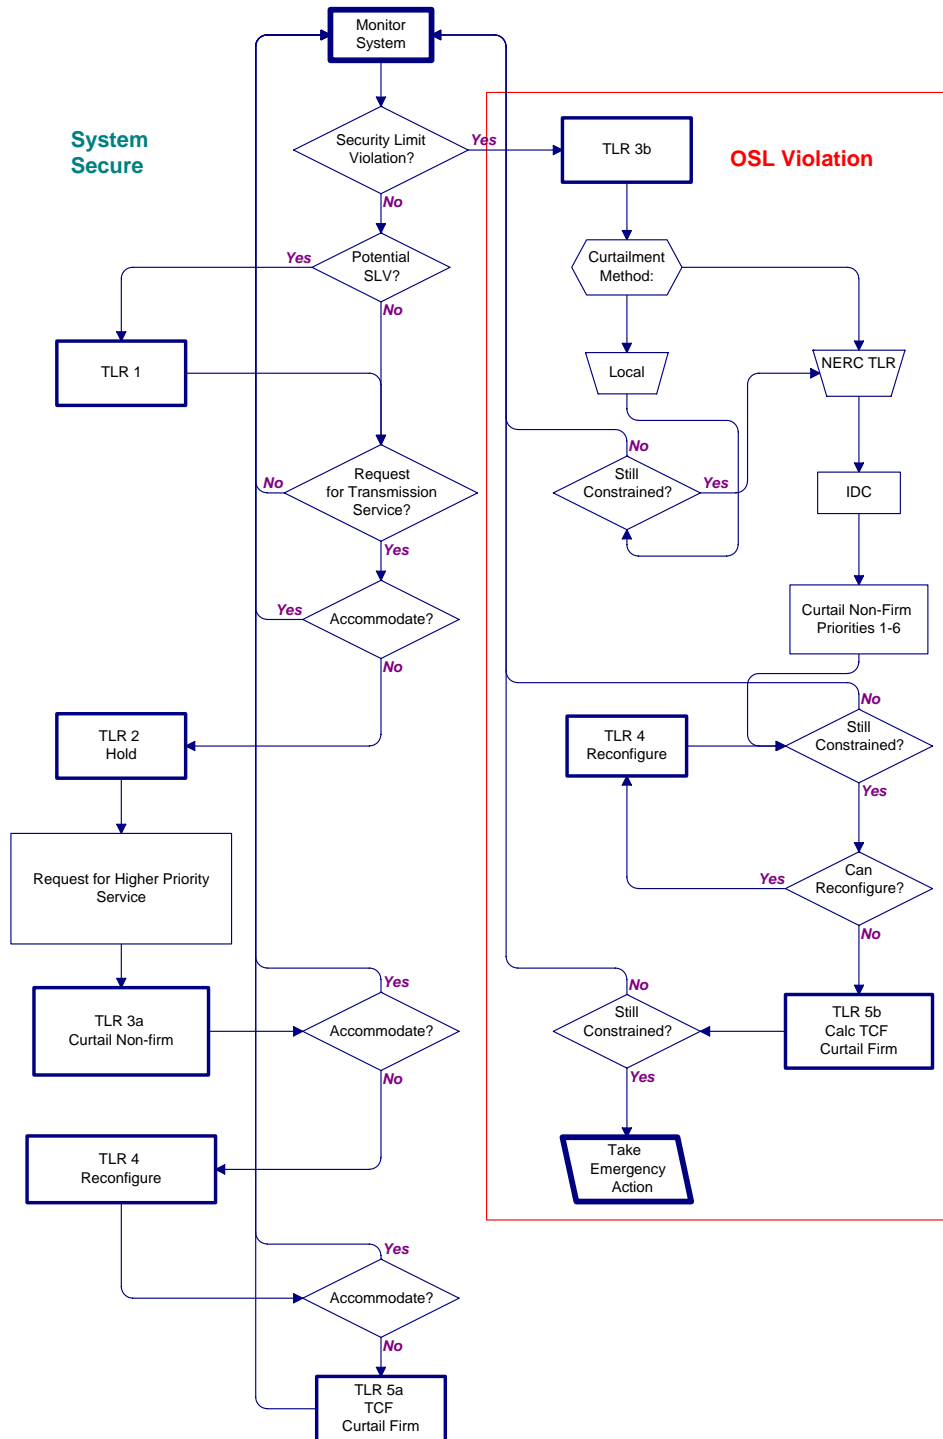 Monitor
System
System
Secure
Security Limit
Violation?
Yes
TLR 3b
OSL Violation
No
Potential
SLV?
Yes
No
Curtailment
Method:
TLR 1
Local
NERC TLR
Request
for Transmission
Service?
No
Yes
No
Still
Constrained?
Yes
IDC
Accommodate?
Yes
No
Curtail Non-Firm
Priorities 1-6
TLR 2
Hold
TLR 4
Reconfigure
No
Still
Constrained?
Yes
Request for Higher Priority
Service
Can
Reconfigure?
Yes
No
TLR 3a
Curtail Non-firm
Yes
Accommodate?
No
No
Still
Constrained?
Yes
TLR 5b
Calc TCF
Curtail Firm
TLR 4
Reconfigure
Take
Emergency
Action
Yes
Accommodate?
No
TLR 5a
TCF
Curtail Firm